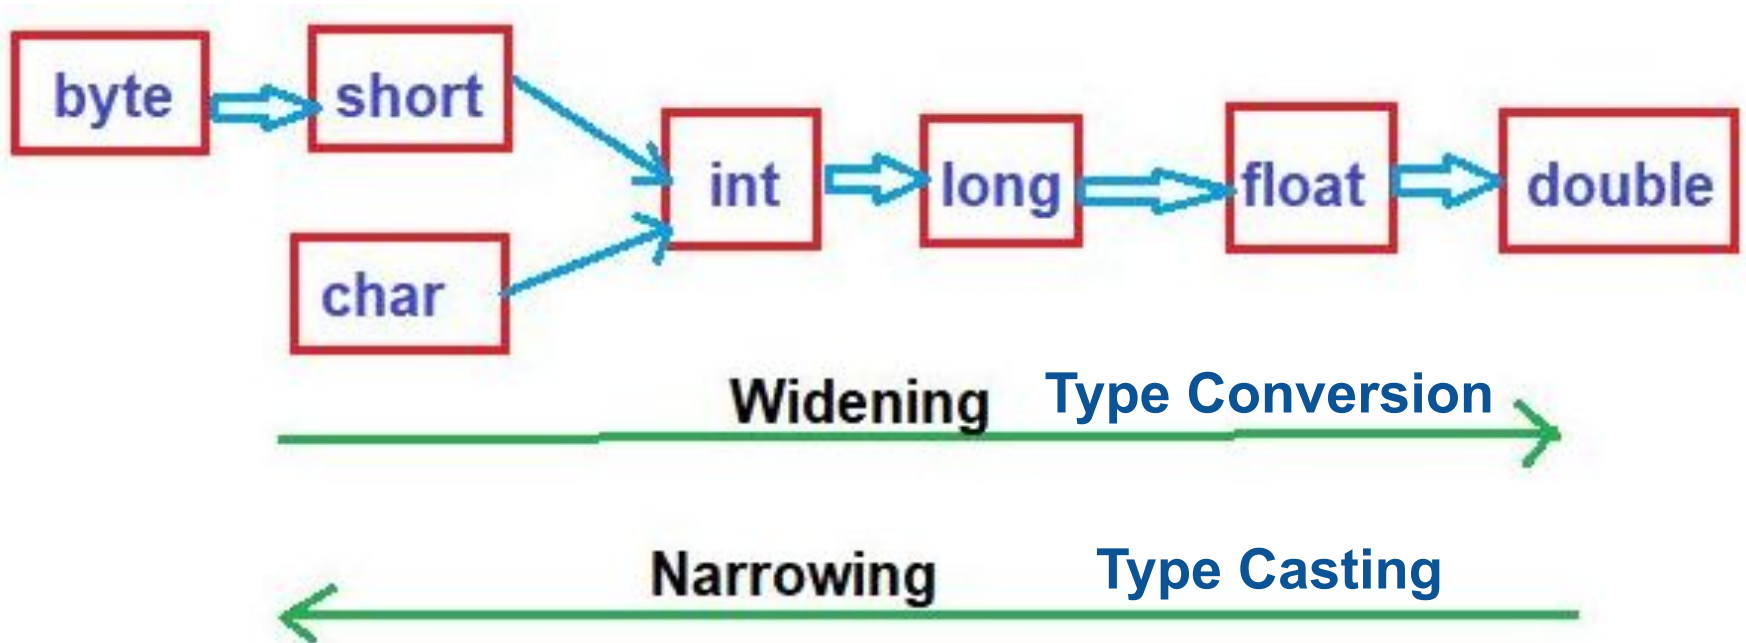 byte
short
int
long
float
double
char
Widening Type Conversion
Narrowing Type Casting